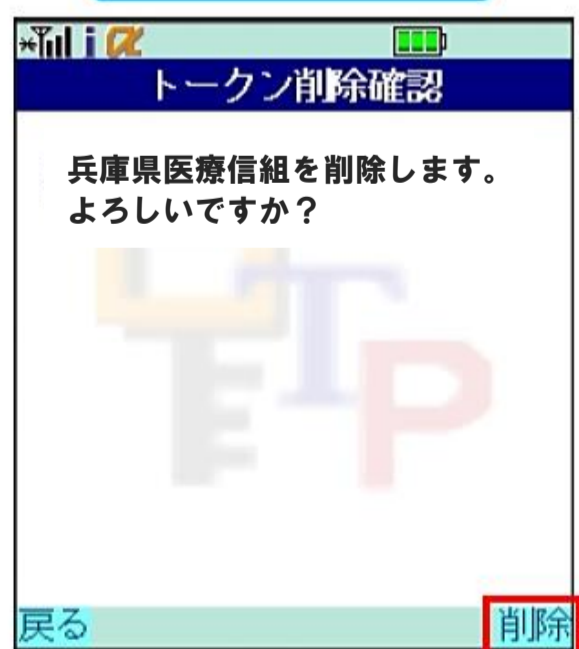 トークン削除確認
兵庫県医療信組を削除します。
よろしいですか？
TP
戻る
削除